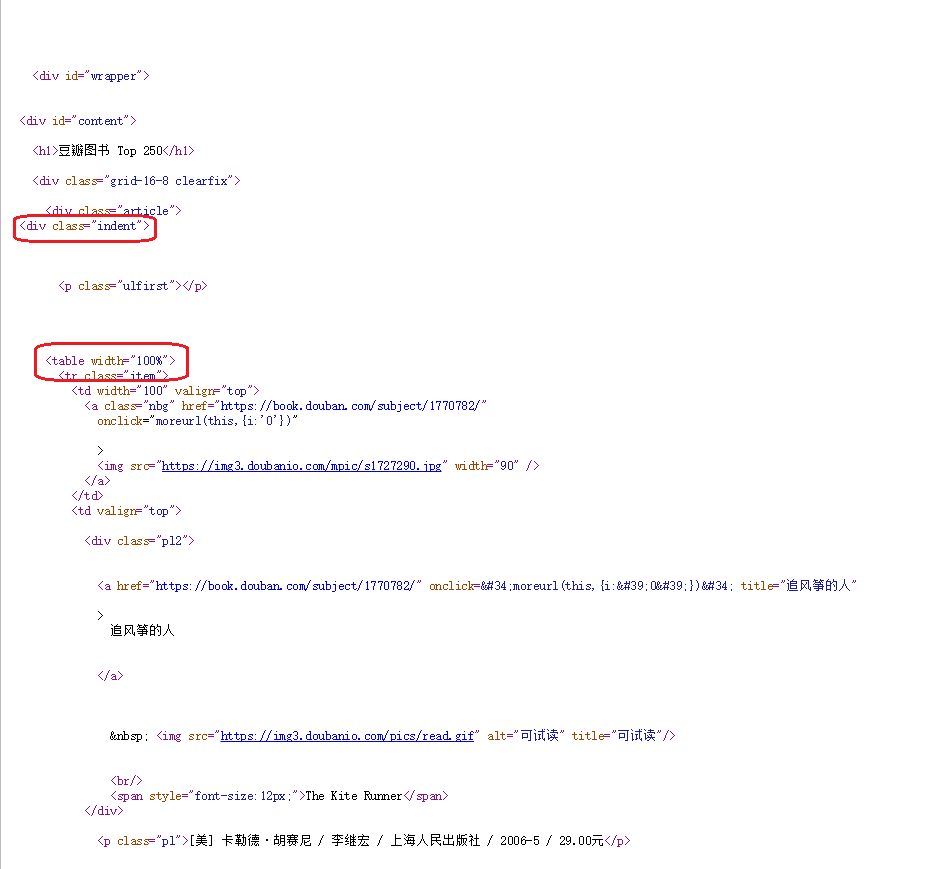 <div id="wrapper">
<div id="content">
<h1>豆瓣图书 Top 250</h1>
<div class="grid-16-8 clearfix">
<div class="article">
<div class="indent">
<p class="ulfirst"></p>
<table width="100%">
<tr class="item">
<td width="100" valign="top">
<a class="nbg" href="https://book.douban.com/subject/1770782/"
onclick="moreurl(this,{i:'0'})"
>
<img src="https://img3.doubanio.com/mpic/s1727290.jpg" width="90" />
</a>
</td>
<td valign="top">
<div class="pl2">
<a href="https://book.douban.com/subject/1770782/" onclick=&#34;moreurl(this,{i:&#39;0&#39;})&#34; title="追风筝的人"
>
追风筝的人
</a>
&nbsp; <img src="https://img3.doubanio.com/pics/read.gif" alt="可试读" title="可试读"/>
<br/>
<span style="font-size:12px;">The Kite Runner</span>
</div>
<p class="pl">[美] 卡勒德·胡赛尼 / 李继宏 / 上海人民出版社 / 2006-5 / 29.00元</p>